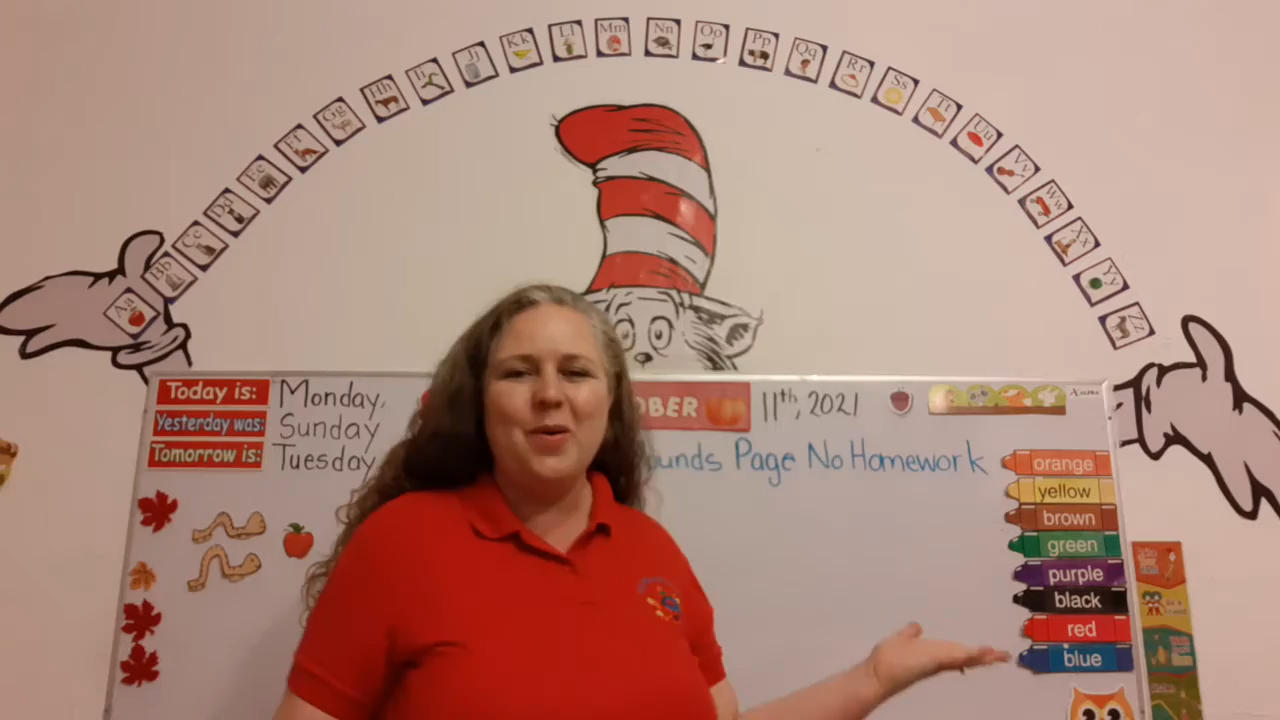 Aa
Bb
Cc
Dd
Ee
Ff
Gg
Hh
Ii
Jj
Kk
Ll
Mm
Nn
Oo
Pp
Qq
Rr
Ss
Tt
Uu
Vv
Ww
Xx
Yy
Zz
Today is: Monday, OBER 11th, 2021
Yesterday was: Sunday
Tomorrow is: Tuesday
ounds Page No Homework
orange
yellow
brown
green
purple
black
red
blue